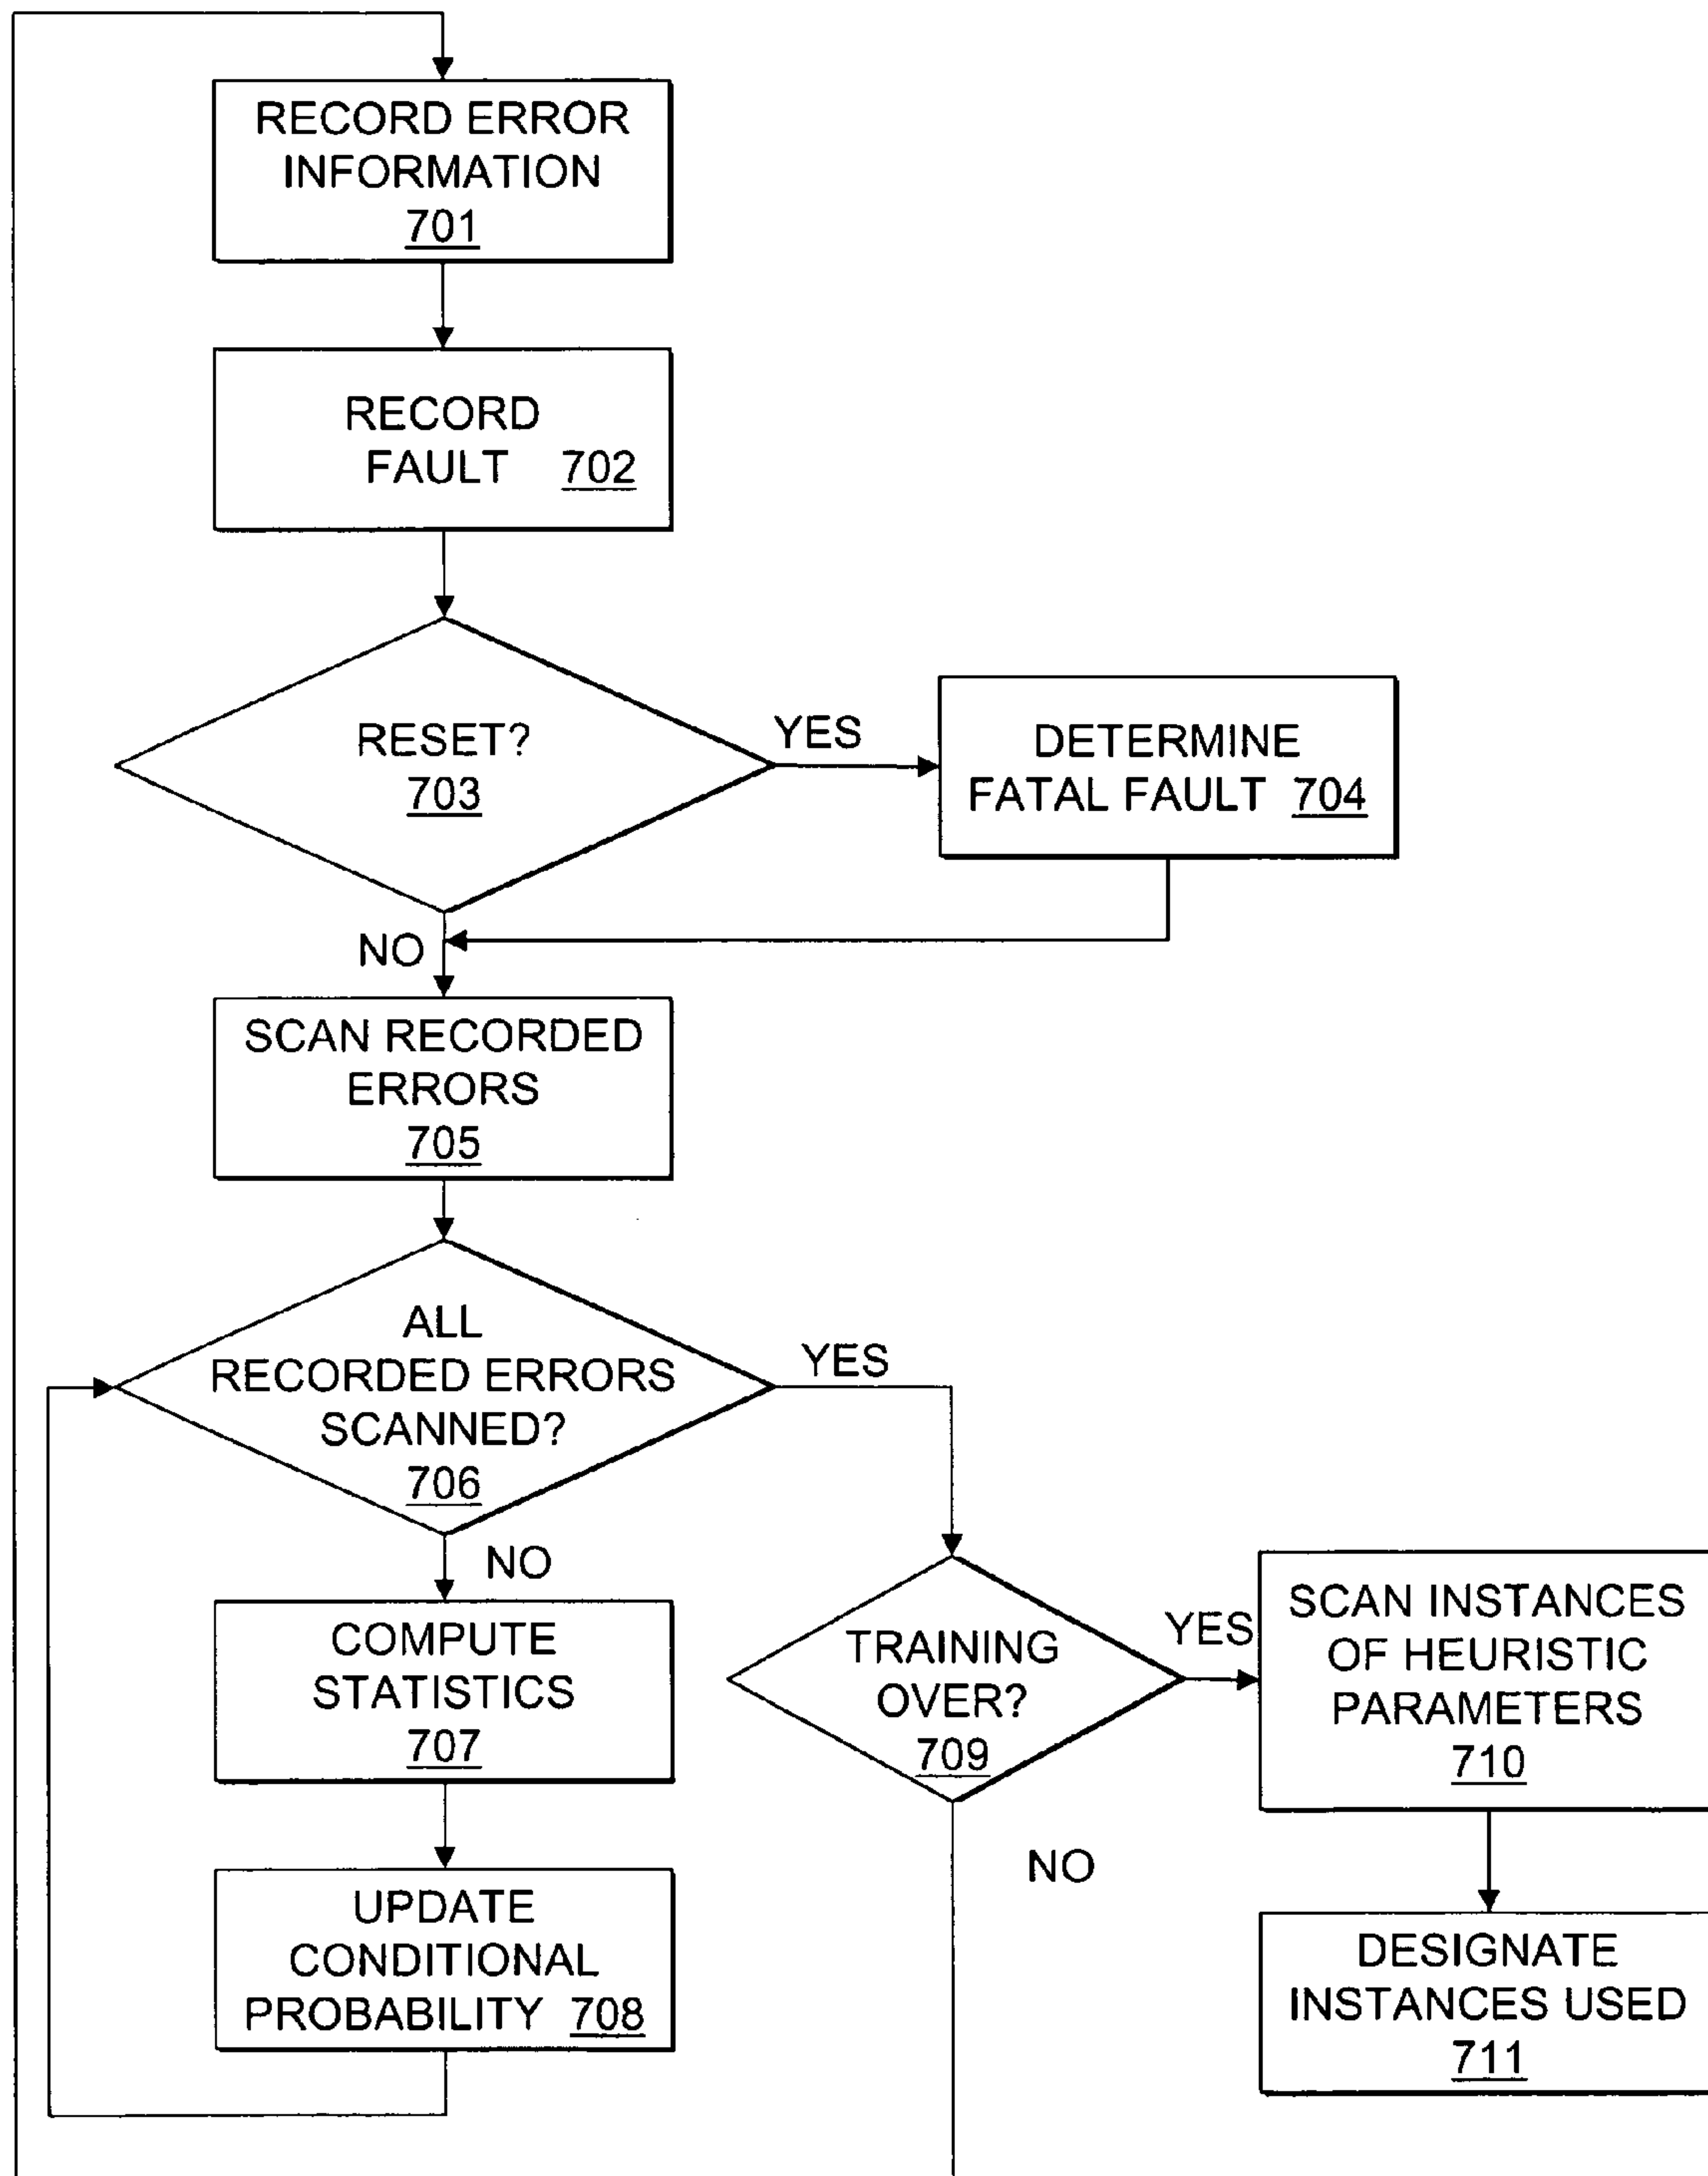 RECORD ERROR
INFORMATION
701
RECORD
FAULT 702
RESET?
703
YES
DETERMINE
FATAL FAULT 704
NO
SCAN RECORDED
ERRORS
705
ALL
RECORDED ERRORS
SCANNED?
706
YES
NO
COMPUTE
STATISTICS
707
TRAINING
OVER?
709
YES
SCAN INSTANCES
OF HEURISTIC
PARAMETERS
710
NO
UPDATE
CONDITIONAL
PROBABILITY 708
DESIGNATE
INSTANCES USED
711